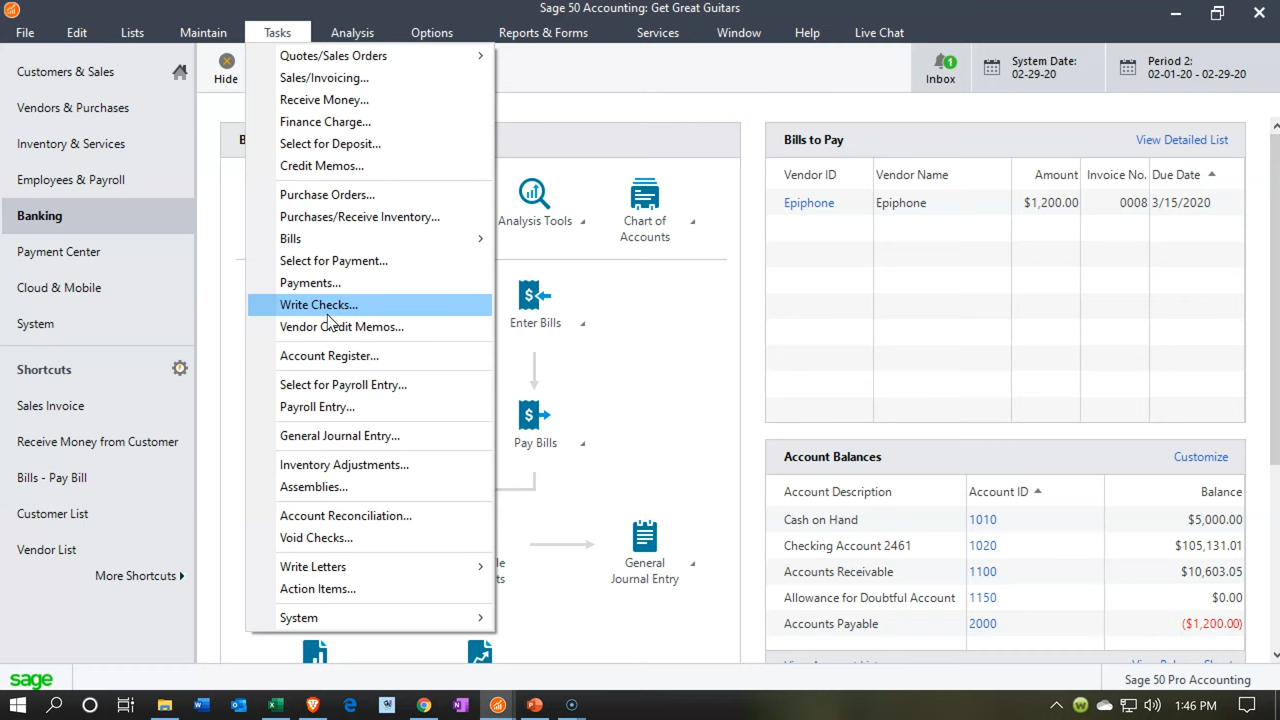 Sage 50 Accounting: Get Great Guitars
File Edit Lists Maintain Tasks Analysis Options Reports & Forms Services Window Help Live Chat
Customers & Sales
Vendors & Purchases
Inventory & Services
Employees & Payroll
Banking
Payment Center
Cloud & Mobile
System
Shortcuts
Sales Invoice
Receive Money from Customer
Bills - Pay Bill
Customer List
Vendor List
More Shortcuts
Hide
Quotes/Sales Orders
Sales/Invoicing...
Receive Money...
Finance Charge...
Select for Deposit...
Credit Memos...
Purchase Orders...
Purchases/Receive Inventory...
Bills
Select for Payment...
Payments...
Write Checks...
Vendor Credit Memos...
Account Register...
Select for Payroll Entry...
Payroll Entry...
General Journal Entry...
Inventory Adjustments...
Assemblies...
Account Reconciliation...
Void Checks...
Write Letters
Action Items...
System
Analysis Tools
Chart of
Accounts
Enter Bills
Pay Bills
General
Journal Entry
1
Inbox
System Date:
02-29-20
Period 2:
02-01-20 - 02-29-20
Bills to Pay View Detailed List
Vendor ID Vendor Name Amount Invoice No. Due Date
Epiphone Epiphone $1,200.00 0008 3/15/2020
Account Balances Customize
Account Description Account ID Balance
Cash on Hand 1010 $5,000.00
Checking Account 2461 1020 $105,131.01
Accounts Receivable 1100 $10,603.05
Allowance for Doubtful Account 1150 $0.00
Accounts Payable 2000 ($1,200.00)
sage
Sage 50 Pro Accounting
1:46 PM